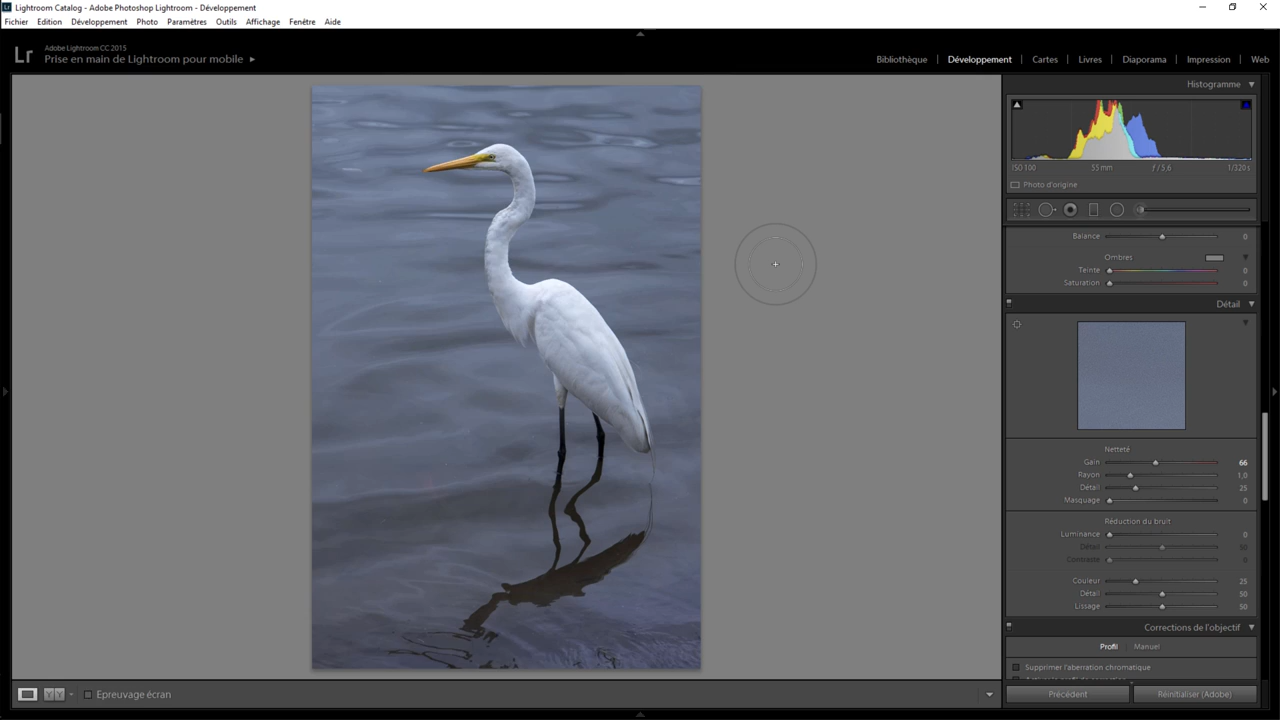 Lightroom Catalog - Adobe Photoshop Lightroom - Développement
Fichier Edition Développement Photo Paramètres Outils Affichage Fenêtre Aide
Lr
Adobe Lightroom CC 2015
Prise en main de Lightroom pour mobile
Bibliothèque | Développement | Cartes | Livres | Diaporama | Impression | Web
Histogramme
ISO 100 55 mm ƒ / 5,6 1/320 s
Photo d'origine
Balance 0
Ombres
Teinte 0
Saturation 0
Détail
Netteté
Gain 66
Rayon 1,0
Détail 25
Masquage 0
Réduction du bruit
Luminance 0
Détail 50
Contraste 0
Couleur 25
Détail 50
Lissage 50
Corrections de l'objectif
Profil Manuel
Supprimer l'aberration chromatique
Y Y Epreuvage écran
Précédent Réinitialiser (Adobe)